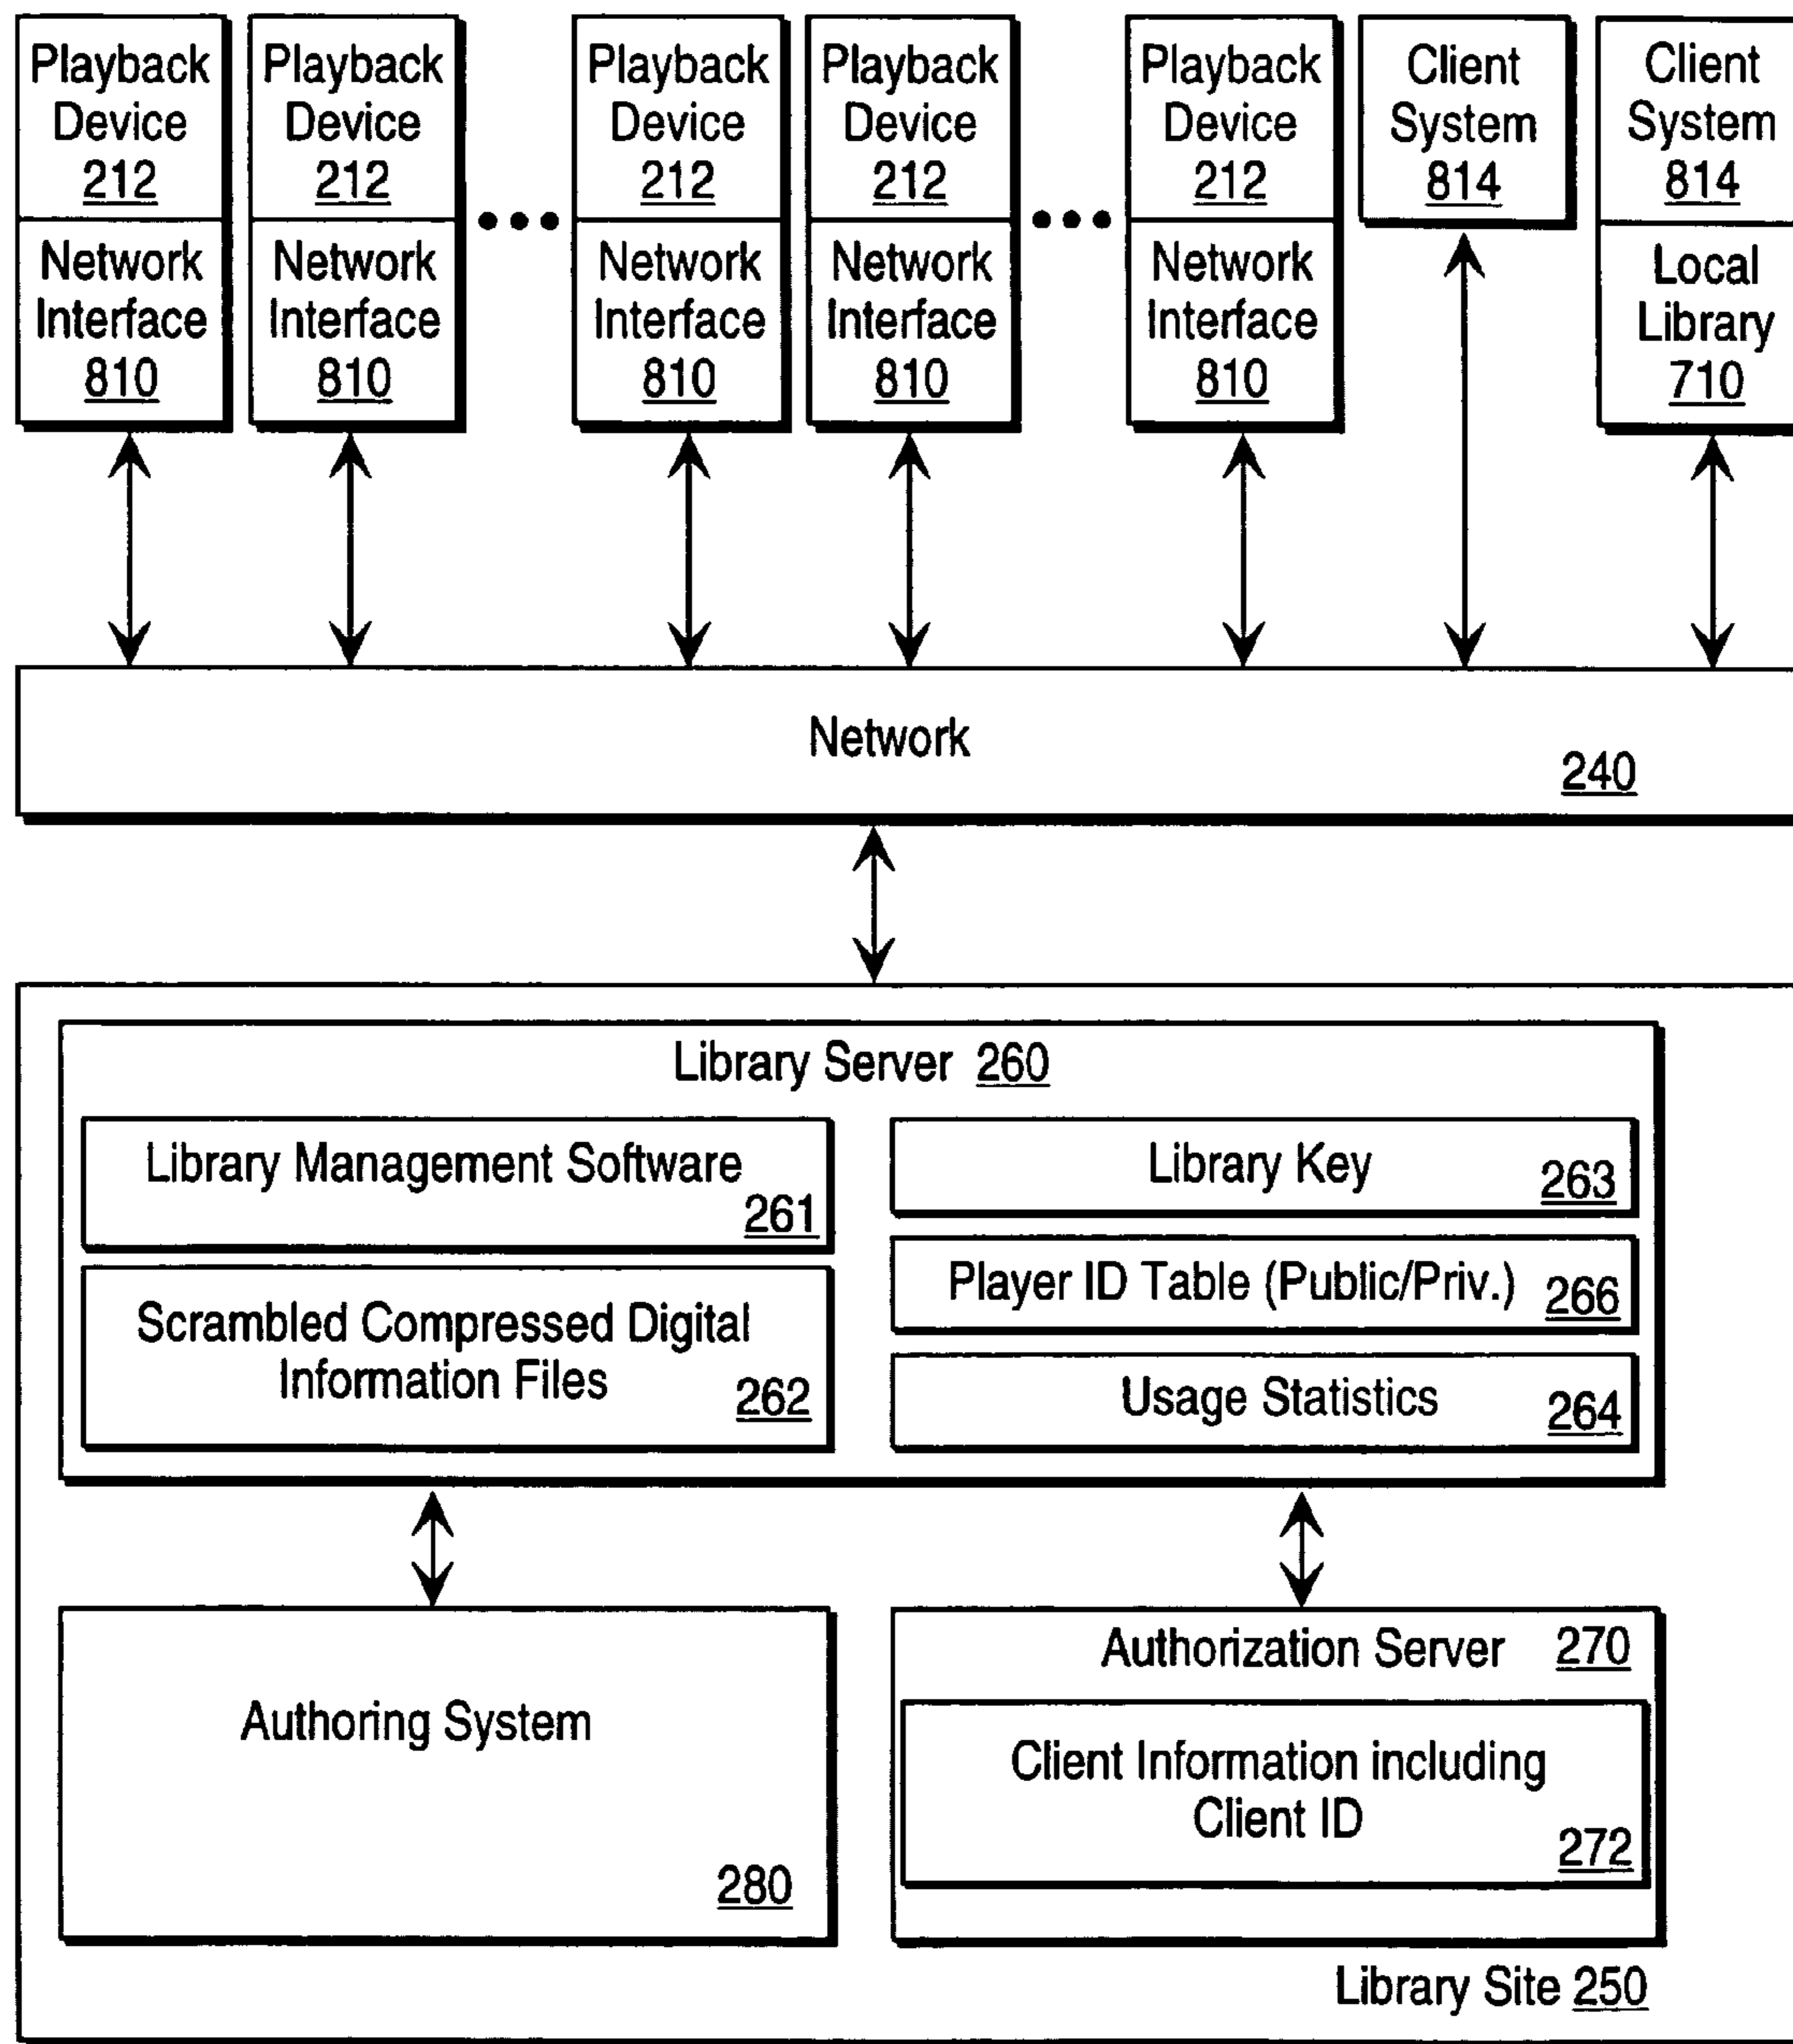 Playback
Device
212
Network
Interface
810
Playback
Device
212
Network
Interface
810
Playback
Device
212
Network
Interface
810
Playback
Device
212
Network
Interface
810
Playback
Device
212
Network
Interface
810
Client
System
814
Client
System
814
Local
Library
710
Network
240
Library Server 260
Library Management Software
261
Scrambled Compressed Digital
Information Files
262
Library Key
263
Player ID Table (Public/Priv.) 266
Usage Statistics
264
Authoring System
280
Authorization Server 270
Client Information including
Client ID
272
Library Site 250